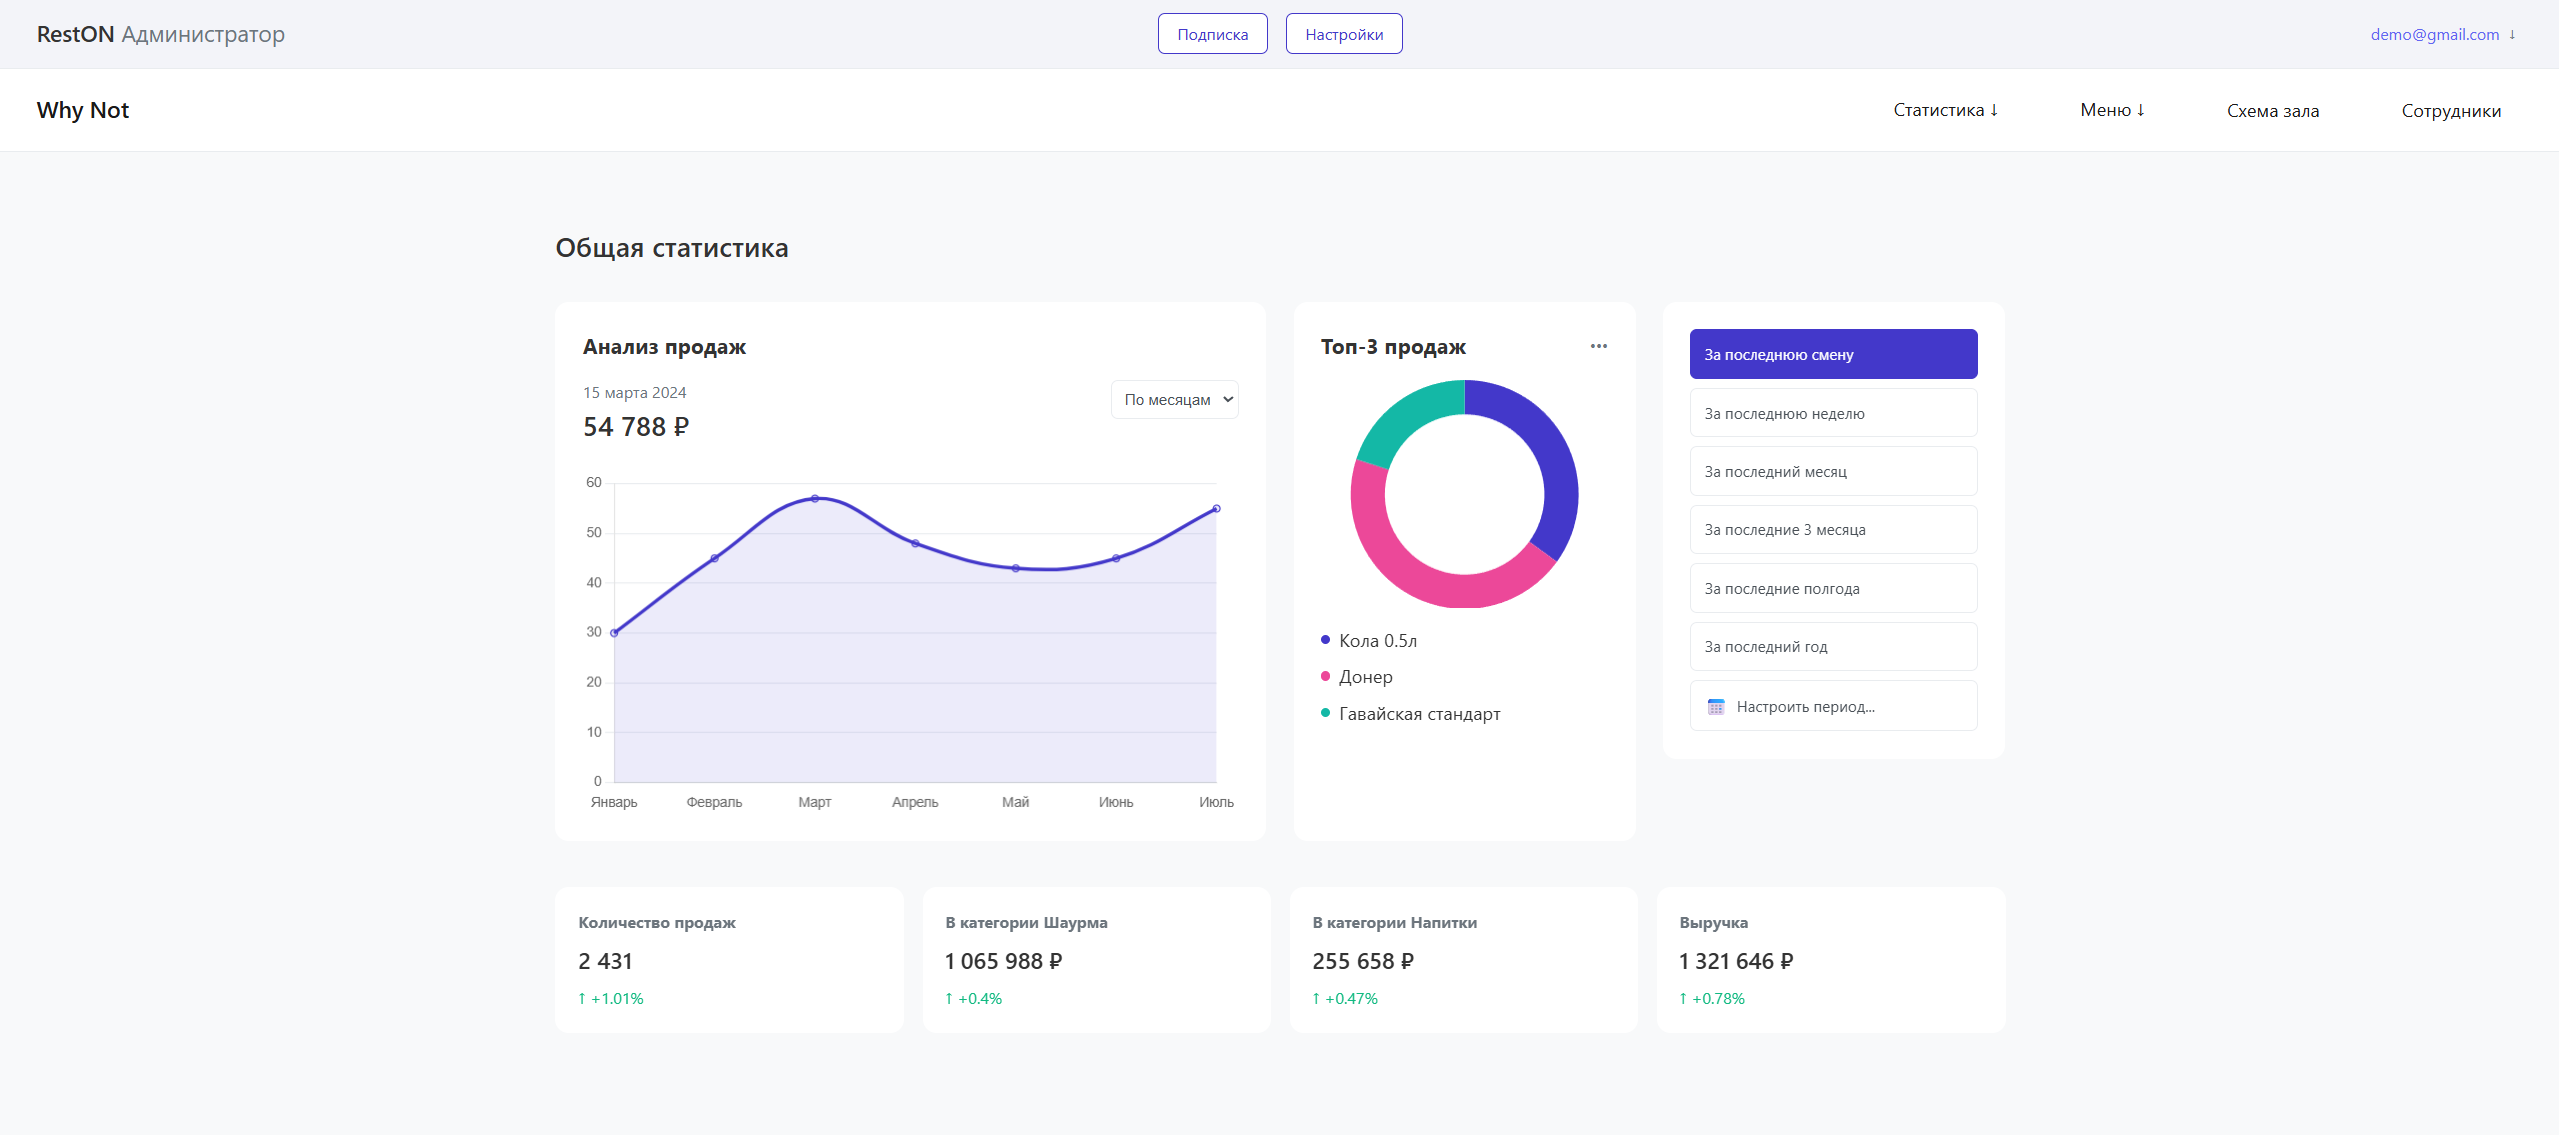 RestON Администратор
Подписка
Настройки
demo@gmail.com ↓
Why Not
Статистика ↓
Меню ↓
Схема зала
Сотрудники
Общая статистика
Анализ продаж
15 марта 2024
54 788 ₽
По месяцам
60
50
40
30
20
10
0
Январь
Февраль
Март
Апрель
Май
Июнь
Июль
Топ-3 продаж
•••
Кола 0.5л
Донер
Гавайская стандарт
За последнюю смену
За последнюю неделю
За последний месяц
За последние 3 месяца
За последние полгода
За последний год
Настроить период...
Количество продаж
2 431
↑ +1.01%
В категории Шаурма
1 065 988 ₽
↑ +0.4%
В категории Напитки
255 658 ₽
↑ +0.47%
Выручка
1 321 646 ₽
↑ +0.78%